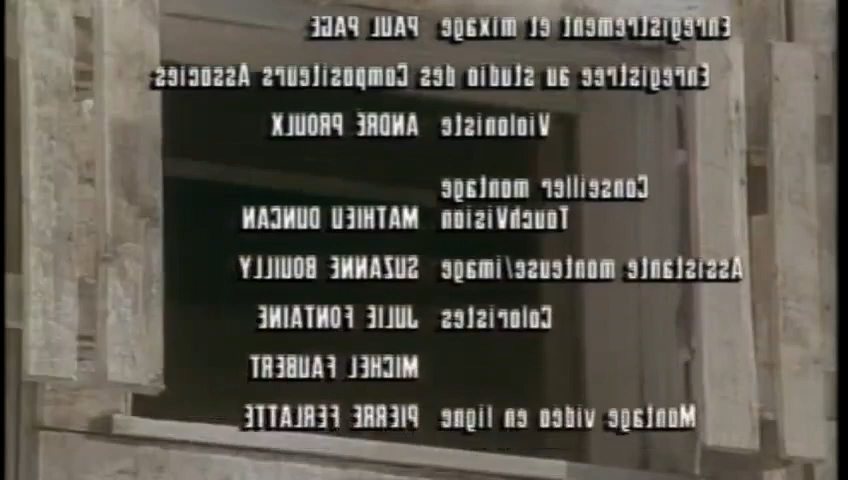 Enregistrement et mixage PAUL PAGE
Enregistree au studio des Compositeurs Associés
Violoniste ANDRÉ PROULX
Conseiller montage
TouchVision MATHIEU DUNCAN
Assistante monteuse/image SUZANNE BOUILLY
Coloristes JULIE FONTAINE
MICHEL FAUBERT
Montage vidéo en ligne PIERRE FERLATTE